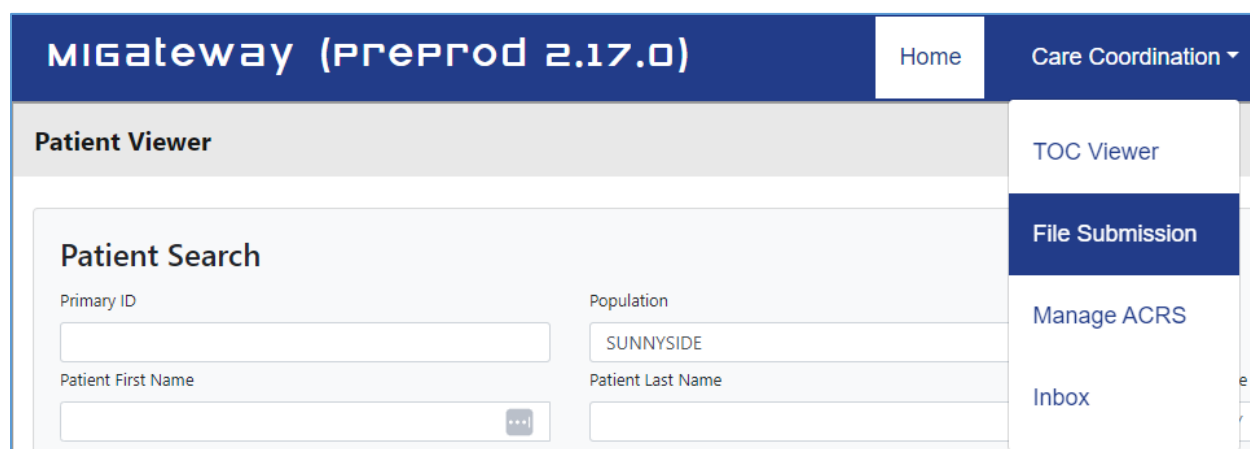 MIGateway (PreProd 2.17.0)
Home
Care Coordination
Patient Viewer
TOC Viewer
File Submission
Manage ACRS
Inbox
Patient Search
Primary ID
Population
SUNNYSIDE
Patient First Name
Patient Last Name